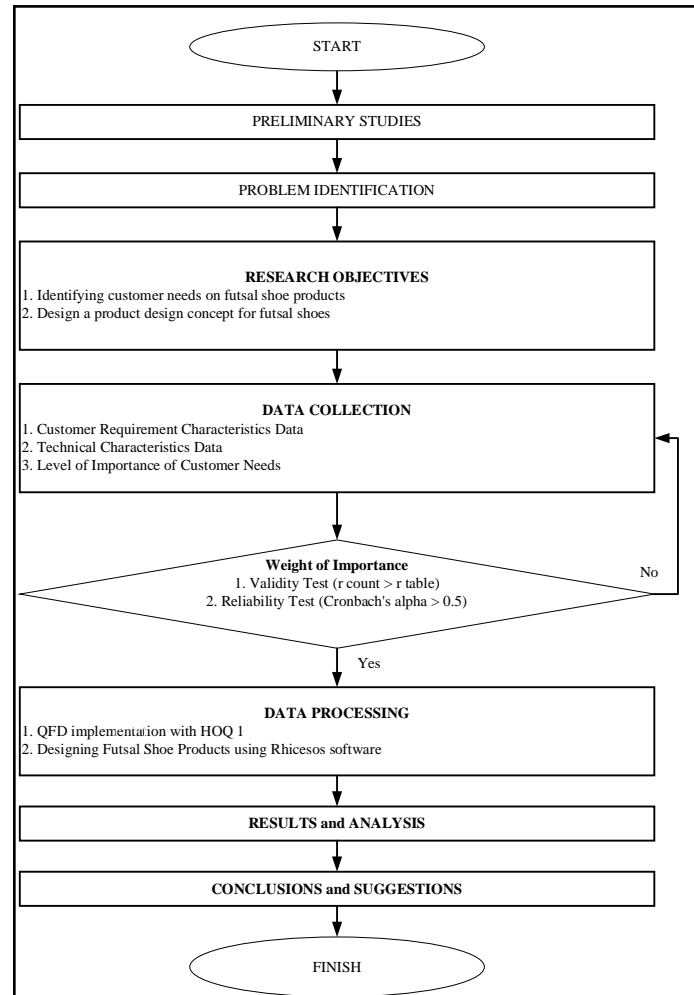 START
PRELIMINARY STUDIES
PROBLEM IDENTIFICATION
RESEARCH OBJECTIVES
1. Identifying customer needs on futsal shoe products
2. Design a product design concept for futsal shoes
DATA COLLECTION
1. Customer Requirement Characteristics Data
2. Technical Characteristics Data
3. Level of Importance of Customer Needs
Weight of Importance
1. Validity Test (r count > r table)
2. Reliability Test (Cronbach's alpha > 0.5)
No
Yes
DATA PROCESSING
1. QFD implementation with HOQ 1
2. Designing Futsal Shoe Products using Rhicesos software
RESULTS and ANALYSIS
CONCLUSIONS and SUGGESTIONS
FINISH